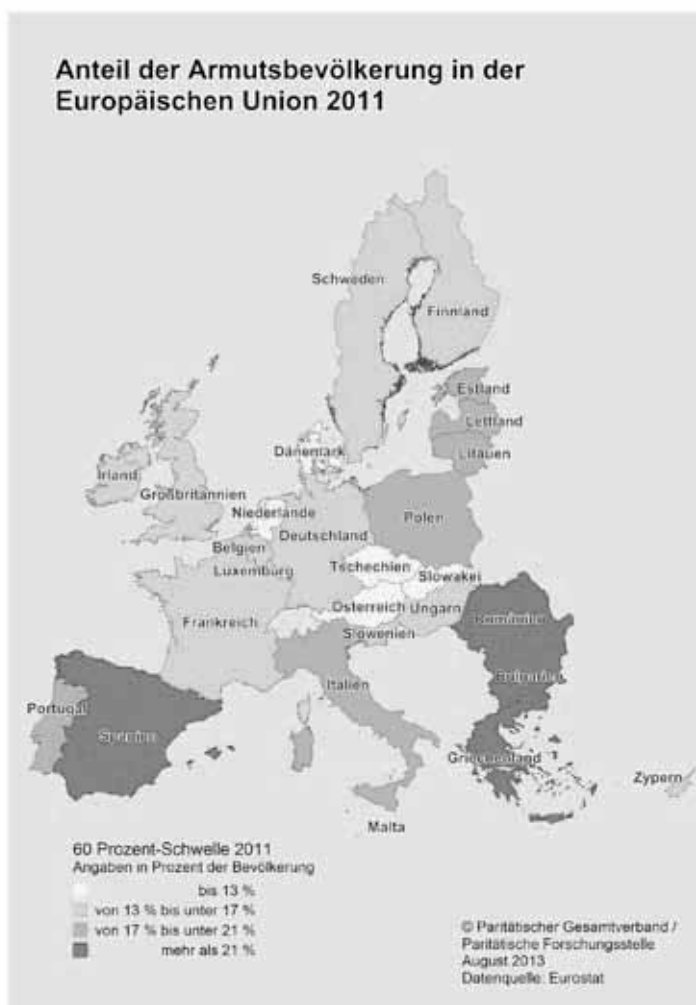 Anteil der Armutsbevölkerung in der
Europäischen Union 2011
Schweden
Finnland
Estland
Lettland
Litauen
Dänemark
Irland
Großbritannien
Niederlande
Polen
Deutschland
Belgien
Tschechien
Luxemburg
Slowakei
Österreich
Ungarn
Frankreich
Slowenien
Rumänien
Bulgarien
Italien
Portugal
Spanien
Griechenland
Zypern
Malta
60 Prozent-Schwelle 2011
Angaben in Prozent der Bevölkerung
bis 13 %
von 13 % bis unter 17 %
von 17 % bis unter 21 %
mehr als 21 %
© Paritätischer Gesamtverband /
Paritätische Forschungsstelle
August 2013
Datenquelle: Eurostat